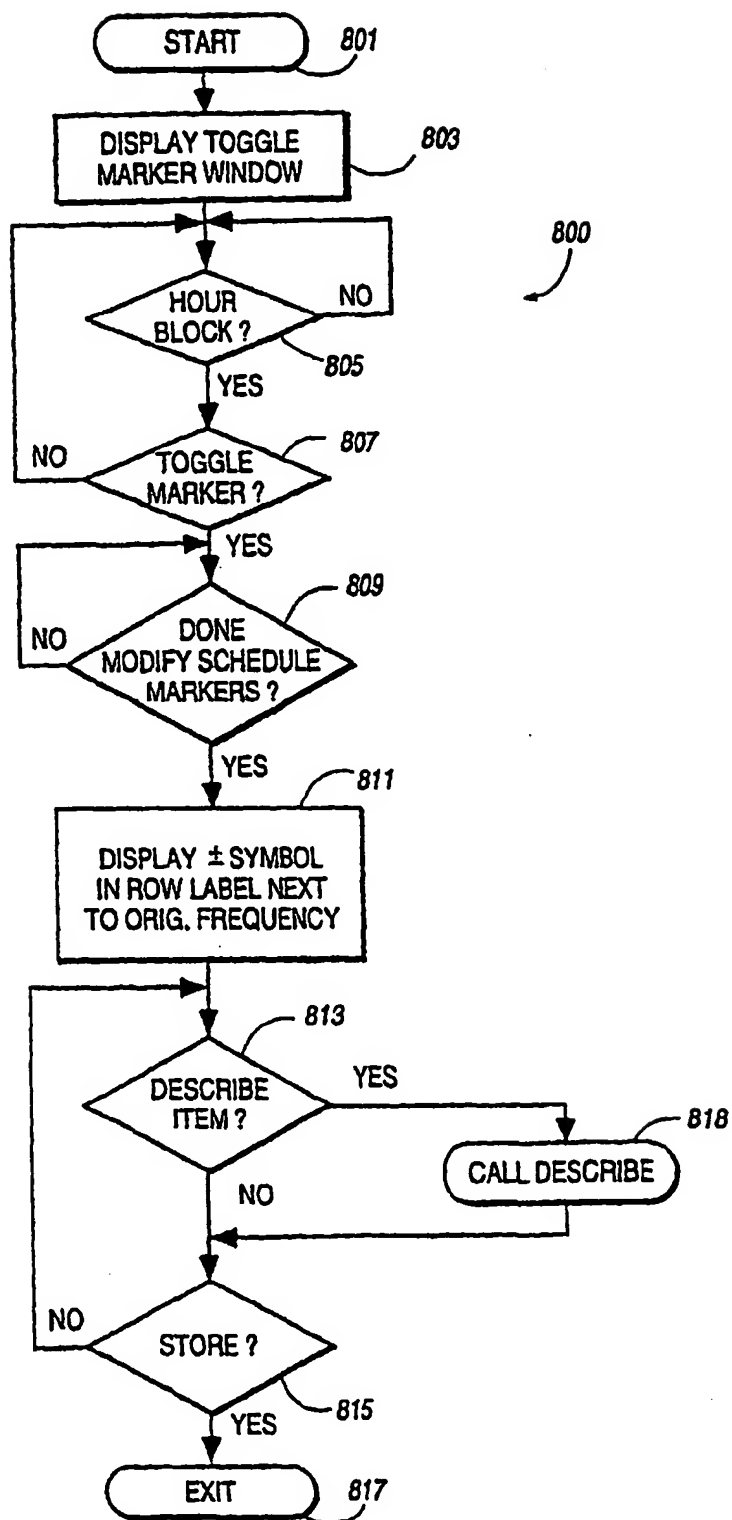 START
801
DISPLAY TOGGLE
MARKER WINDOW
803
800
HOUR
BLOCK ?
NO
805
YES
807
NO
TOGGLE
MARKER ?
YES
809
NO
DONE
MODIFY SCHEDULE
MARKERS ?
YES
811
DISPLAY ± SYMBOL
IN ROW LABEL NEXT
TO ORIG. FREQUENCY
813
DESCRIBE
ITEM ?
YES
818
CALL DESCRIBE
NO
NO
STORE ?
815
YES
EXIT
817